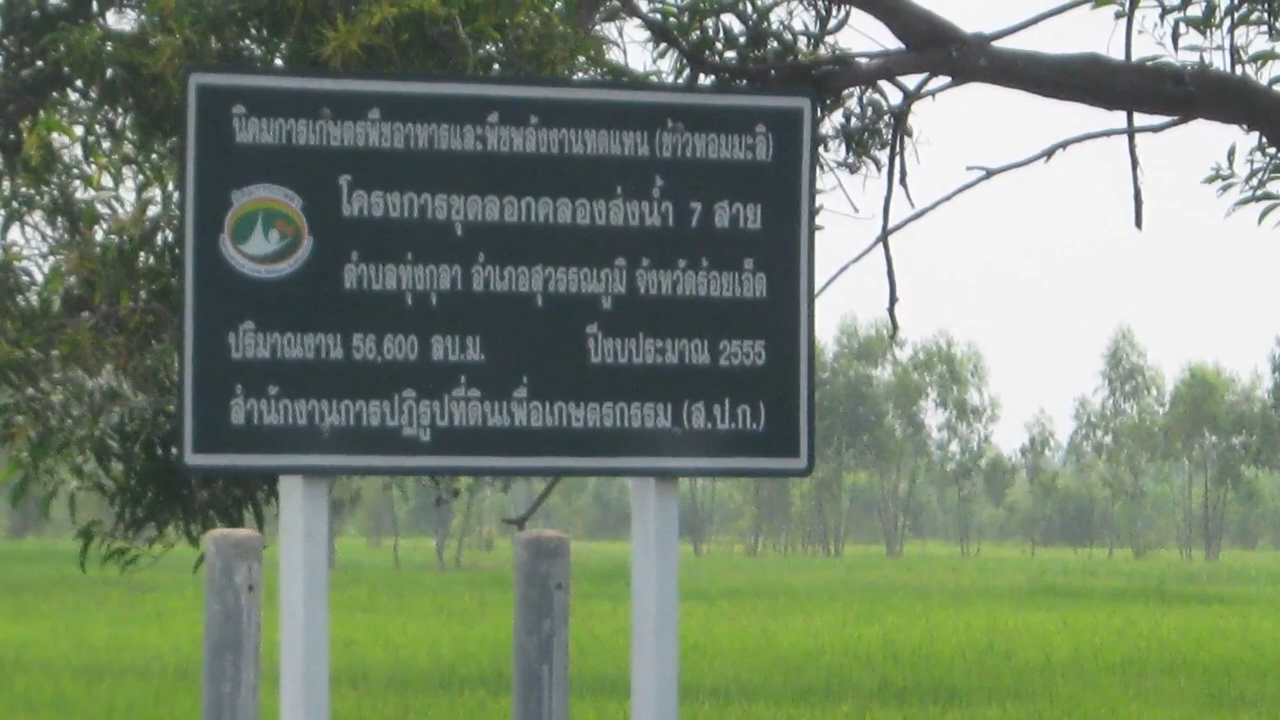 นิคมการเกษตรพืชอาหารและพืชพลังงานทดแทน (ข้าวหอมมะลิ)
โครงการขุดลอกคลองส่งน้ำ 7 สาย
ตำบลทุ่งกุลา อำเภอสุวรรณภูมิ จังหวัดร้อยเอ็ด
ปริมาณงาน 56,600 ลบ.ม. ปีงบประมาณ 2555
สำนักงานการปฏิรูปที่ดินเพื่อเกษตรกรรม (ส.ป.ก.)